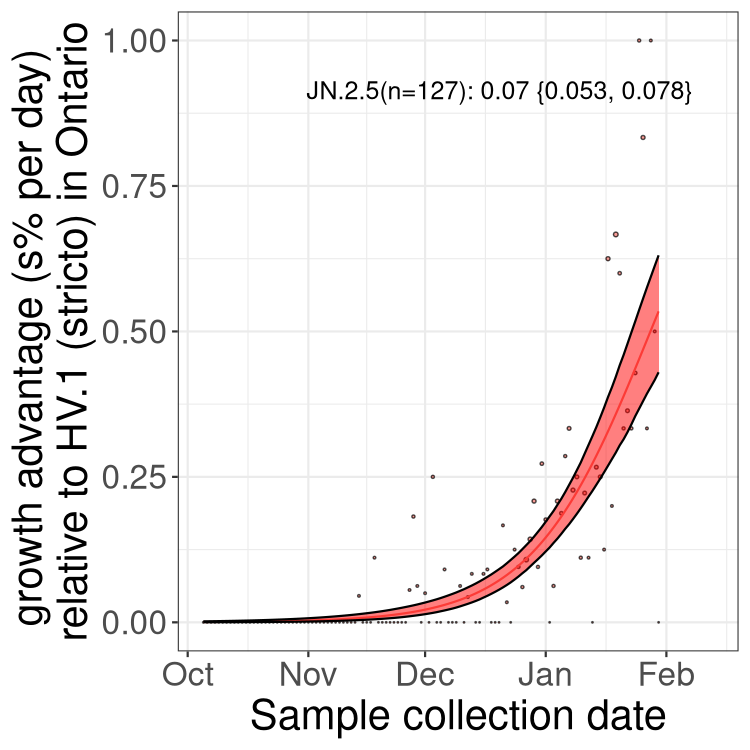 growth advantage (s% per day)
relative to HV.1 (stricto) in Ontario
1.00
0.75
0.50
0.25
0.00
JN.2.5(n=127): 0.07 {0.053, 0.078}
Oct Nov Dec Jan Feb
Sample collection date